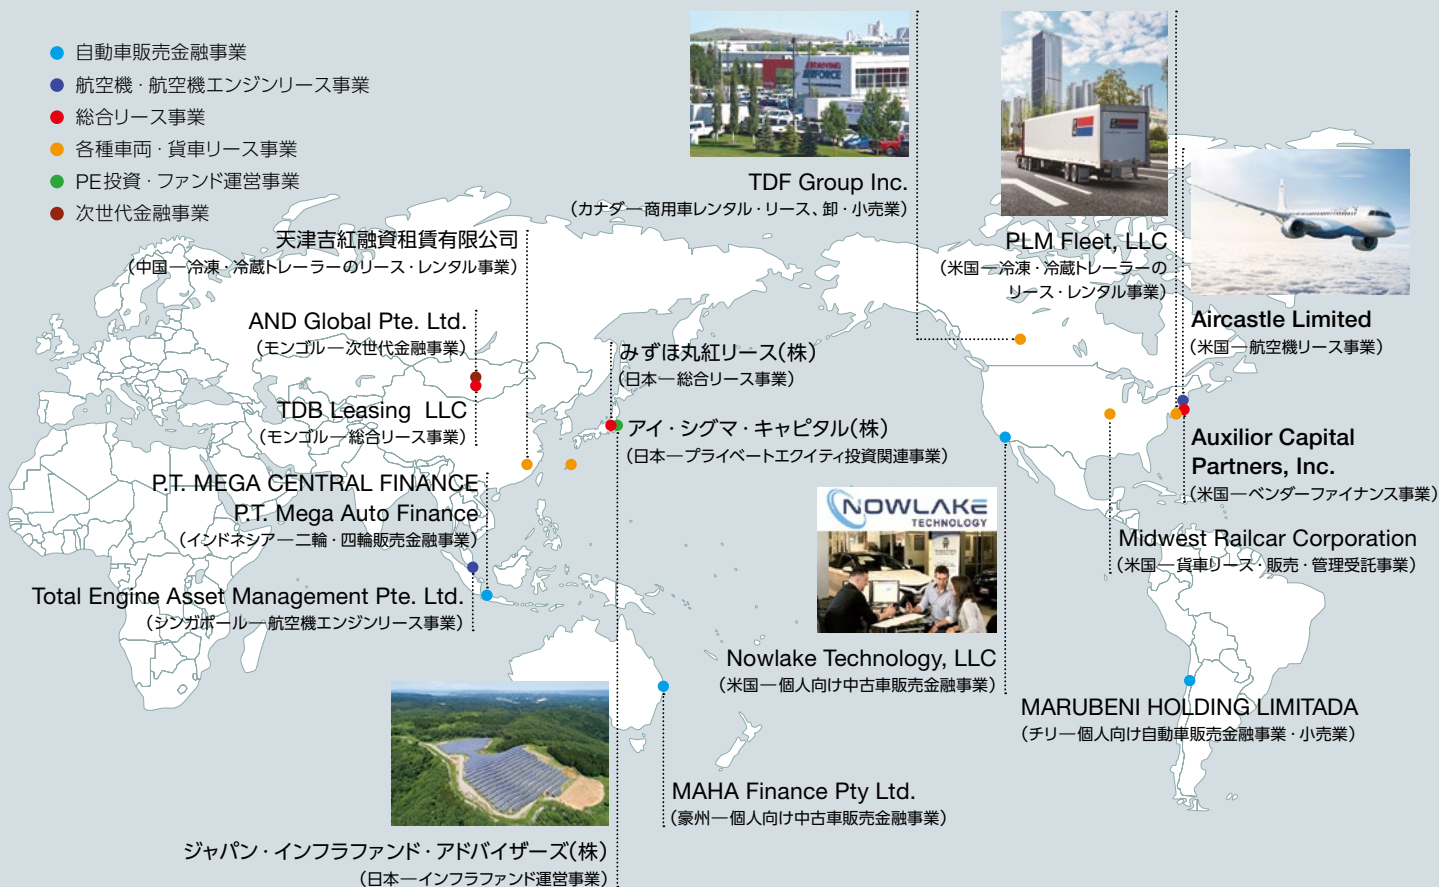 自動車販売金融事業
航空機・航空機エンジンリース事業
総合リース事業
各種車両・貨車リース事業
PE投資・ファンド運営事業
次世代金融事業
TDF Group Inc.
(カナダ—商用車レンタル・リース、卸・小売業)
天津吉紅融資租賃有限公司
(中国—冷凍・冷蔵トレーラーのリース・レンタル事業)
PLM Fleet, LLC
(米国—冷凍・冷蔵トレーラーの
リース・レンタル事業)
AND Global Pte. Ltd.
(モンゴル—次世代金融事業)
みずほ丸紅リース(株)
(日本—総合リース事業)
Aircastle Limited
(米国—航空機リース事業)
TDB Leasing LLC
(モンゴル—総合リース事業)
アイ・シグマ・キャピタル(株)
(日本—プライベートエクイティ投資関連事業)
Auxilior Capital
Partners, Inc.
(米国—ベンダーファイナンス事業)
P.T. MEGA CENTRAL FINANCE
P.T. Mega Auto Finance
(インドネシア—二輪・四輪販売金融事業)
NOWLAKE
TECHNOLOGY
Midwest Railcar Corporation
(米国—貨車リース・販売・管理受託事業)
Total Engine Asset Management Pte. Ltd.
(シンガポール—航空機エンジンリース事業)
Nowlake Technology, LLC
(米国—個人向け中古車販売金融事業)
MARUBENI HOLDING LIMITADA
(チリ—個人向け自動車販売金融事業・小売業)
MAHA Finance Pty Ltd.
(豪州—個人向け中古車販売金融事業)
ジャパン・インフラファンド・アドバイザーズ(株)
(日本—インフラファンド運営事業)